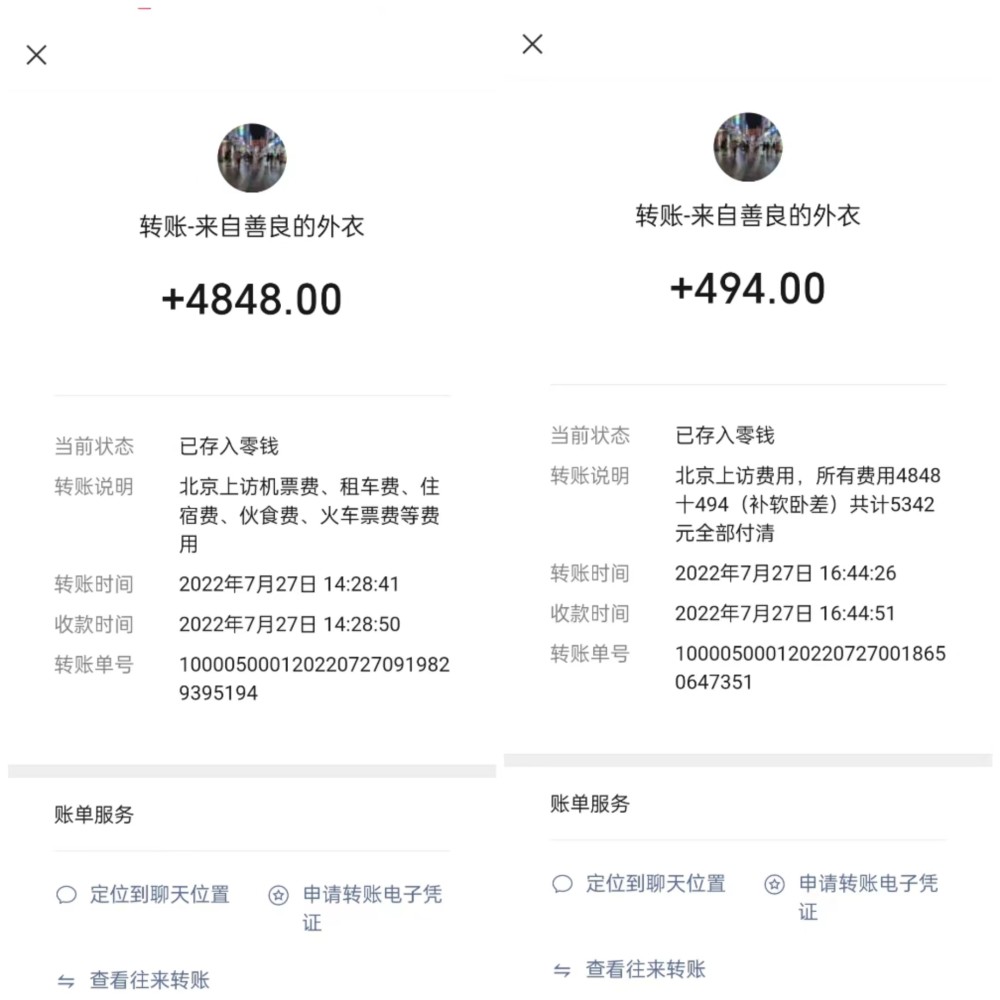 转账-来自善良的外衣
+4848.00
当前状态 已存入零钱
转账说明 北京上访机票费、租车费、住
宿费、伙食费、火车票费等费
用
转账时间 2022年7月27日 14:28:41
收款时间 2022年7月27日 14:28:50
转账单号 100005000120220727091982
9395194
账单服务
定位到聊天位置 申请转账电子凭
证
查看往来转账
转账-来自善良的外衣
+494.00
当前状态 已存入零钱
转账说明 北京上访费用，所有费用4848
十494（补软卧差）共计5342
元全部付清
转账时间 2022年7月27日 16:44:26
收款时间 2022年7月27日 16:44:51
转账单号 100005000120220727001865
0647351
账单服务
定位到聊天位置 申请转账电子凭
证
查看往来转账